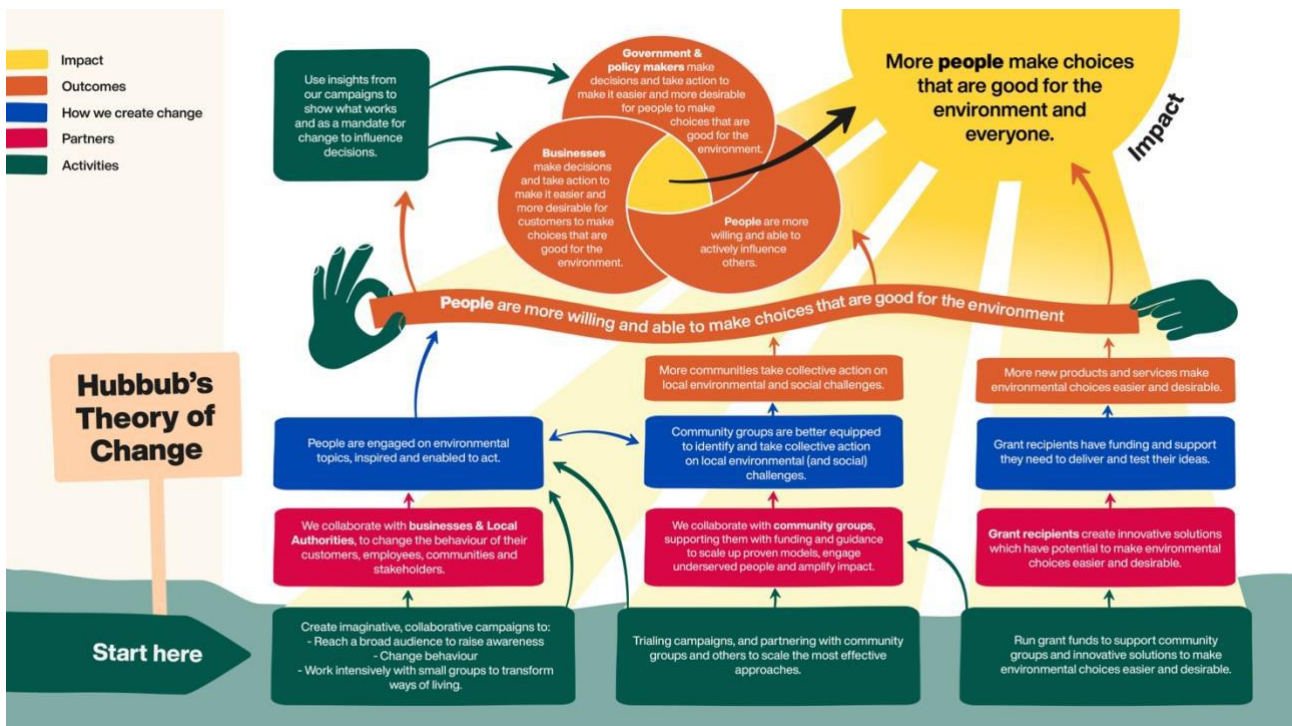 Impact
Outcomes
How we create change
Partners
Activities
Use insights from
our campaigns to
show what works
and as a mandate for
change to influence
decisions.
Government &
policy makers make
decisions and take action to
make it easier and more desirable
for people to make
choices that are
good for the
environment.
Businesses
make decisions
and take action to
make it easier and
more desirable for
customers to make
choices that are
good for the
environment.
People are more
willing and able to
actively influence
others.
More people make choices
that are good for the
environment and
everyone.
Impact
People are more willing and able to make choices that are good for the environment
Hubbub's
Theory of
Change
More communities take collective action on
local environmental and social challenges.
More new products and services make
environmental choices easier and desirable.
People are engaged on environmental
topics, inspired and enabled to act.
Community groups are better equipped
to identify and take collective action
on local environmental (and social)
challenges.
Grant recipients have funding and support
they need to deliver and test their ideas.
We collaborate with businesses & Local
Authorities, to change the behaviour of their
customers, employees, communities and
stakeholders.
We collaborate with community groups,
supporting them with funding and guidance
to scale up proven models, engage
underserved people and amplify impact.
Grant recipients create innovative solutions
which have potential to make environmental
choices easier and desirable.
Start here
Create imaginative, collaborative campaigns to:
- Reach a broad audience to raise awareness
- Change behaviour
- Work intensively with small groups to transform
ways of living.
Trialing campaigns, and partnering with community
groups and others to scale the most effective
approaches.
Run grant funds to support community
groups and innovative solutions to make
environmental choices easier and desirable.